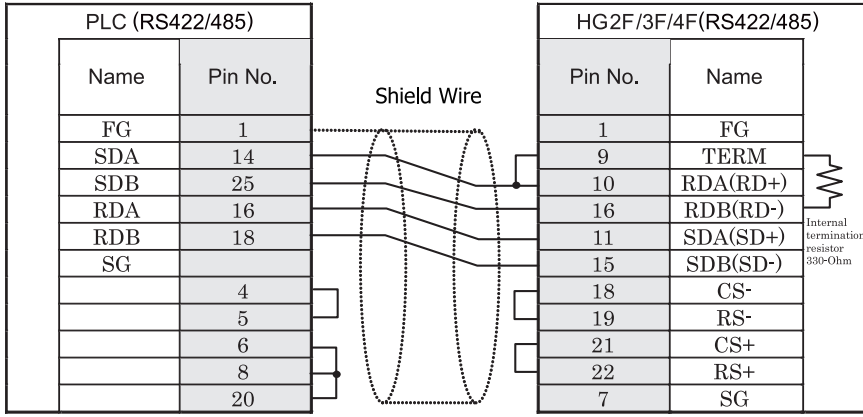 PLC (RS422/485) HG2F/3F/4F(RS422/485)
Name Pin No. Pin No. Name
Shield Wire
FG 1 1 FG
SDA 14 9 TERM
SDB 25 10 RDA(RD+)
RDA 16 16 RDB(RD-)
RDB 18 11 SDA(SD+)
SG 15 SDB(SD-)
4 18 CS-
5 19 RS-
6 21 CS+
8 22 RS+
20 7 SG
Internal
termination
resistor
330-Ohm